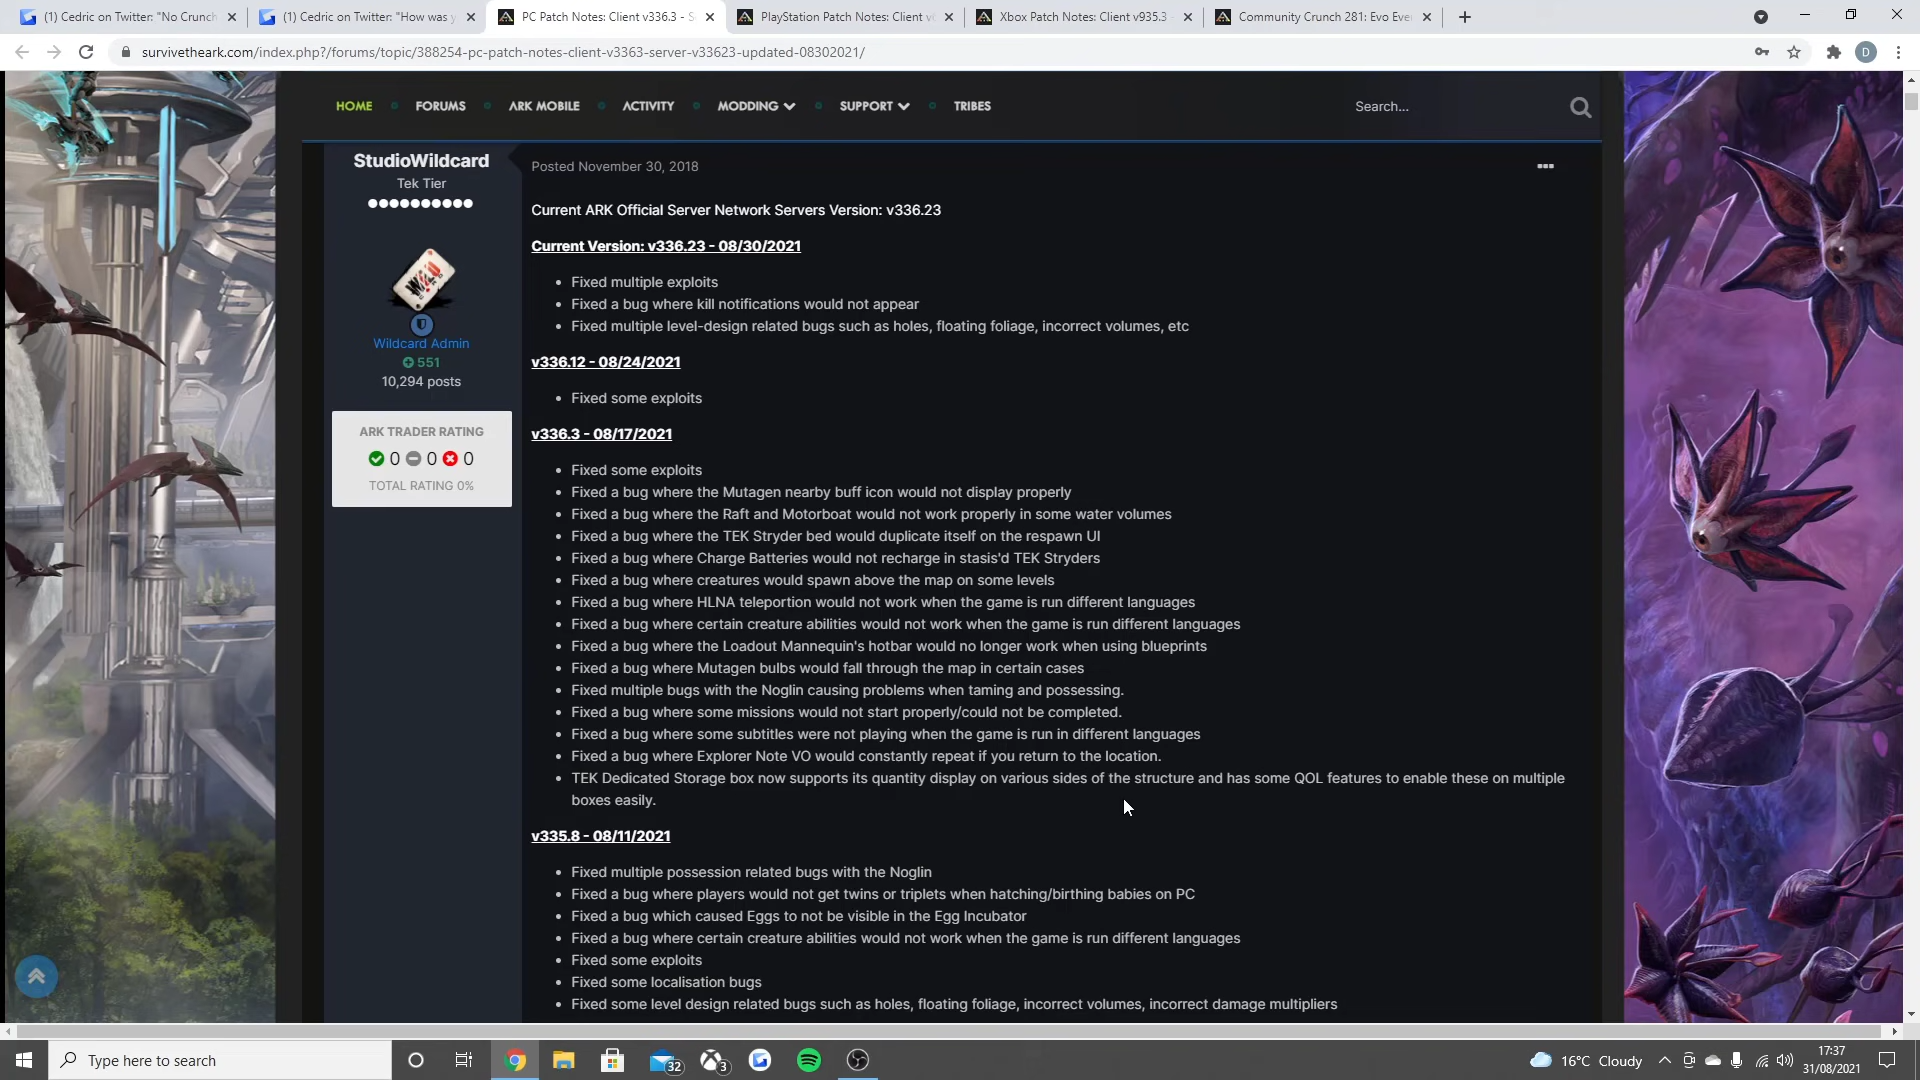 (1) Cedric on Twitter: "No Crunch
(1) Cedric on Twitter: "How was y
PC Patch Notes: Client v336.3 - S
PlayStation Patch Notes: Client v
Xbox Patch Notes: Client v935.3
Community Crunch 281: Evo Eve
survivetheark.com/index.php?/forums/topic/388254-pc-patch-notes-client-v3363-server-v33623-updated-08302021/
D
HOME FORUMS ARK MOBILE ACTIVITY MODDING SUPPORT TRIBES Search...
StudioWildcard
Tek Tier
WILD
Wildcard Admin
551
10,294 posts
ARK TRADER RATING
0 0 0
TOTAL RATING 0%
Posted November 30, 2018
Current ARK Official Server Network Servers Version: v336.23
Current Version: v336.23 - 08/30/2021
• Fixed multiple exploits
• Fixed a bug where kill notifications would not appear
• Fixed multiple level-design related bugs such as holes, floating foliage, incorrect volumes, etc
v336.12 - 08/24/2021
• Fixed some exploits
v336.3 - 08/17/2021
• Fixed some exploits
• Fixed a bug where the Mutagen nearby buff icon would not display properly
• Fixed a bug where the Raft and Motorboat would not work properly in some water volumes
• Fixed a bug where the TEK Stryder bed would duplicate itself on the respawn UI
• Fixed a bug where Charge Batteries would not recharge in stasis'd TEK Stryders
• Fixed a bug where creatures would spawn above the map on some levels
• Fixed a bug where HLNA teleportion would not work when the game is run different languages
• Fixed a bug where certain creature abilities would not work when the game is run different languages
• Fixed a bug where the Loadout Mannequin's hotbar would no longer work when using blueprints
• Fixed a bug where Mutagen bulbs would fall through the map in certain cases
• Fixed multiple bugs with the Noglin causing problems when taming and possessing.
• Fixed a bug where some missions would not start properly/could not be completed.
• Fixed a bug where some subtitles were not playing when the game is run in different languages
• Fixed a bug where Explorer Note VO would constantly repeat if you return to the location.
• TEK Dedicated Storage box now supports its quantity display on various sides of the structure and has some QOL features to enable these on multiple
boxes easily.
v335.8 - 08/11/2021
• Fixed multiple possession related bugs with the Noglin
• Fixed a bug where players would not get twins or triplets when hatching/birthing babies on PC
• Fixed a bug which caused Eggs to not be visible in the Egg Incubator
• Fixed a bug where certain creature abilities would not work when the game is run different languages
• Fixed some exploits
• Fixed some localisation bugs
• Fixed some level design related bugs such as holes, floating foliage, incorrect volumes, incorrect damage multipliers
Type here to search
32
3
16°C Cloudy
17:37
31/08/2021